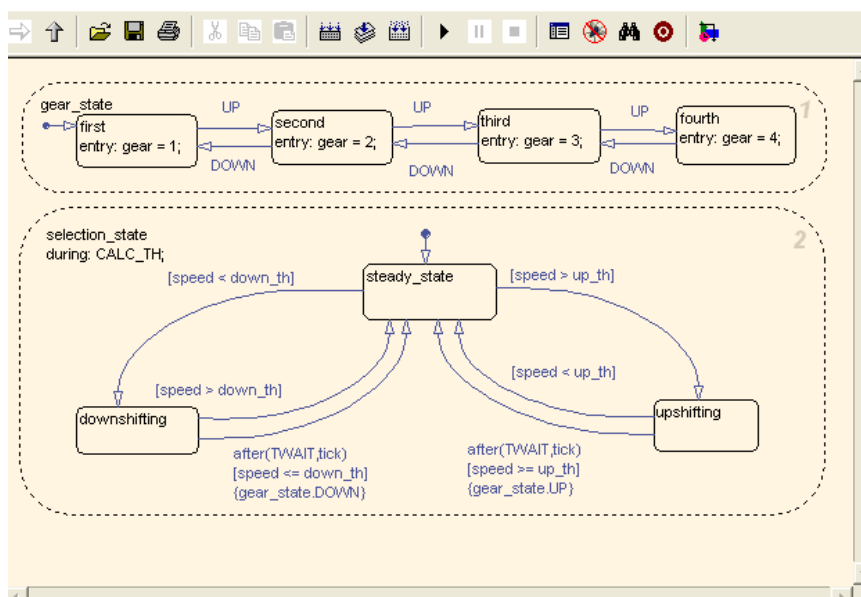 gear_state
UP
UP
UP
1
first
entry: gear = 1;
second
entry: gear = 2;
third
entry: gear = 3;
fourth
entry: gear = 4;
DOWN
DOWN
DOWN
selection_state
during: CALC_TH;
2
[speed < down_th]
steady_state
[speed > up_th]
[speed > down_th]
[speed < up_th]
downshifting
upshifting
after(TWAIT,tick)
[speed <= down_th]
{gear_state.DOWN}
after(TWAIT,tick)
[speed >= up_th]
{gear_state.UP}